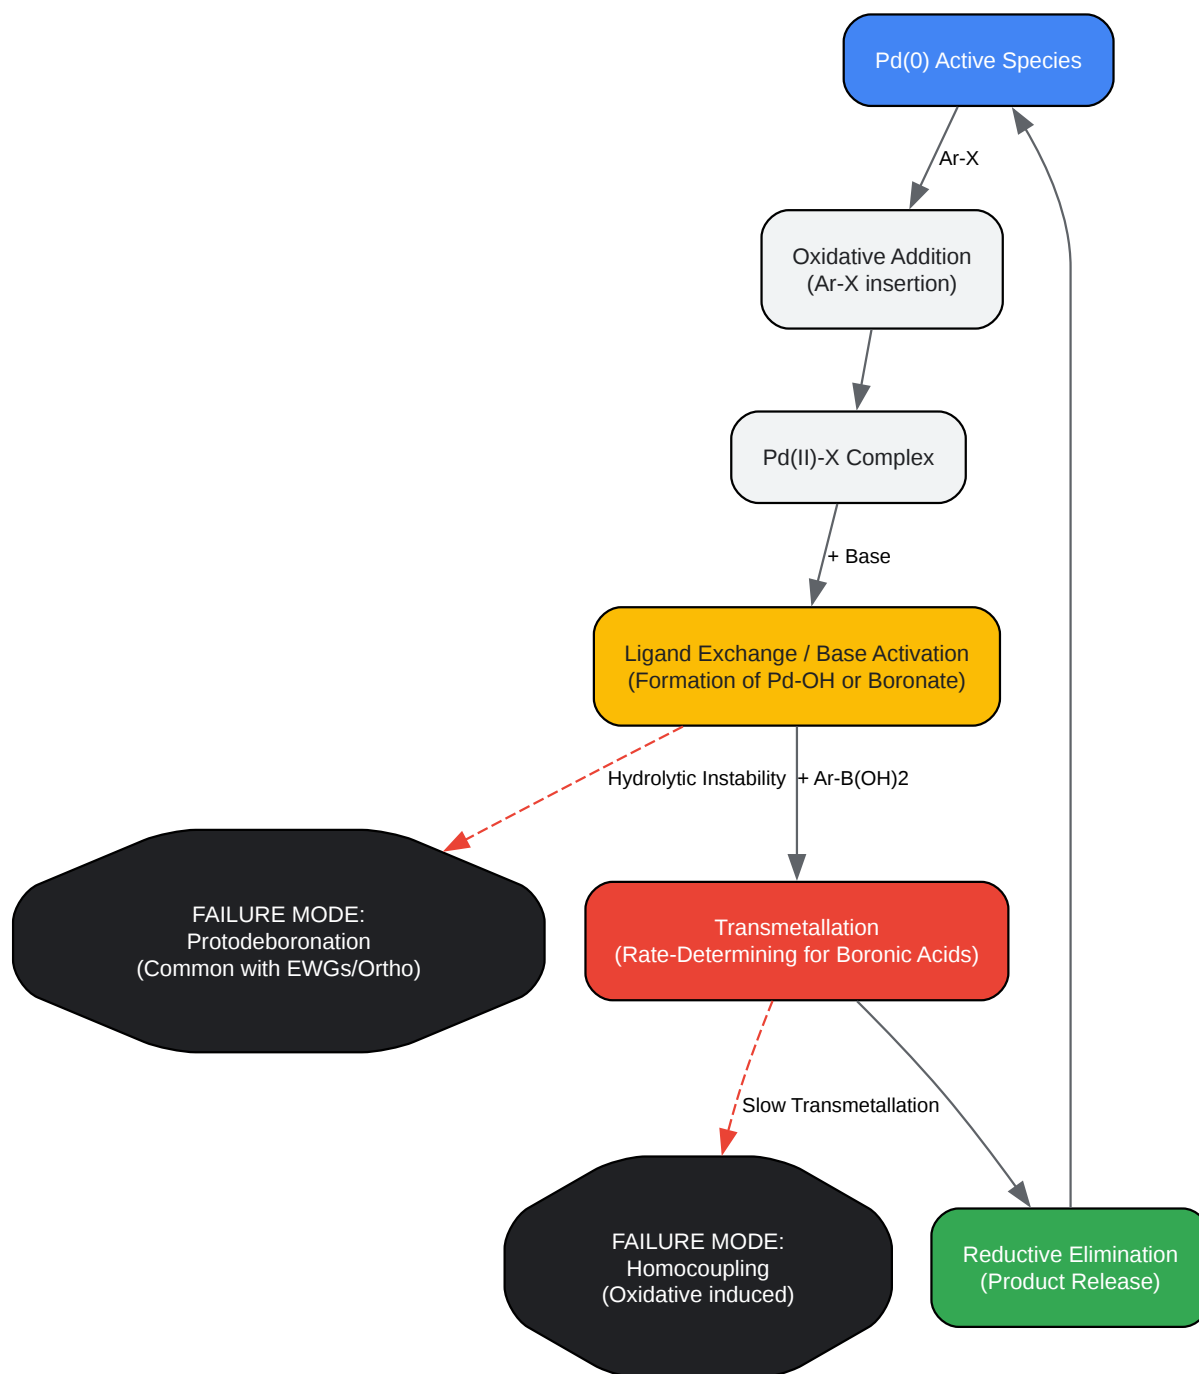 Pd(0) Active Species
Ar-X
Oxidative Addition
(Ar-X insertion)
Pd(II)-X Complex
+ Base
Ligand Exchange / Base Activation
(Formation of Pd-OH or Boronate)
Hydrolytic Instability
+ Ar-B(OH)2
FAILURE MODE:
Protodeboronation
(Common with EWGs/Ortho)
Transmetallation
(Rate-Determining for Boronic Acids)
Slow Transmetallation
FAILURE MODE:
Homocoupling
(Oxidative induced)
Reductive Elimination
(Product Release)